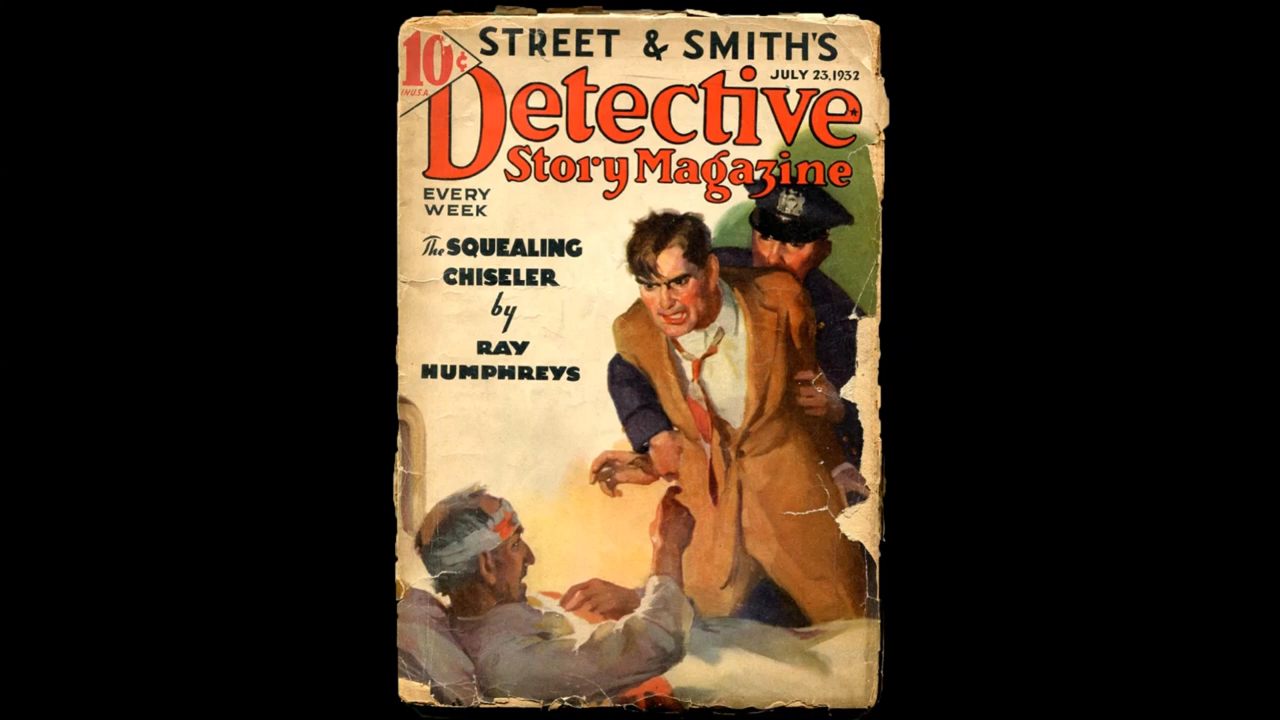 10¢
IN U.S.A.
STREET & SMITH'S
JULY 23, 1932
Detective
Story Magazine
EVERY
WEEK
The SQUEALING
CHISELER
by
RAY
HUMPHREYS